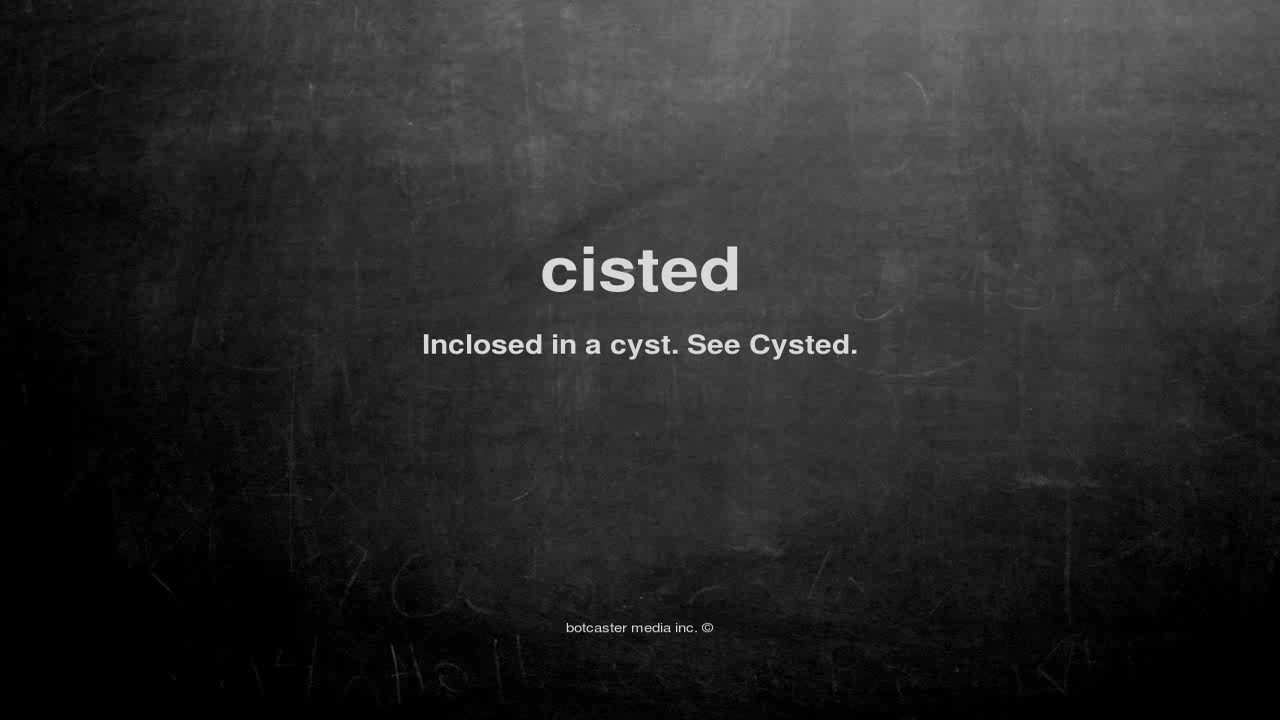 cisted
Inclosed in a cyst. See Cysted.
botcaster media inc. ©